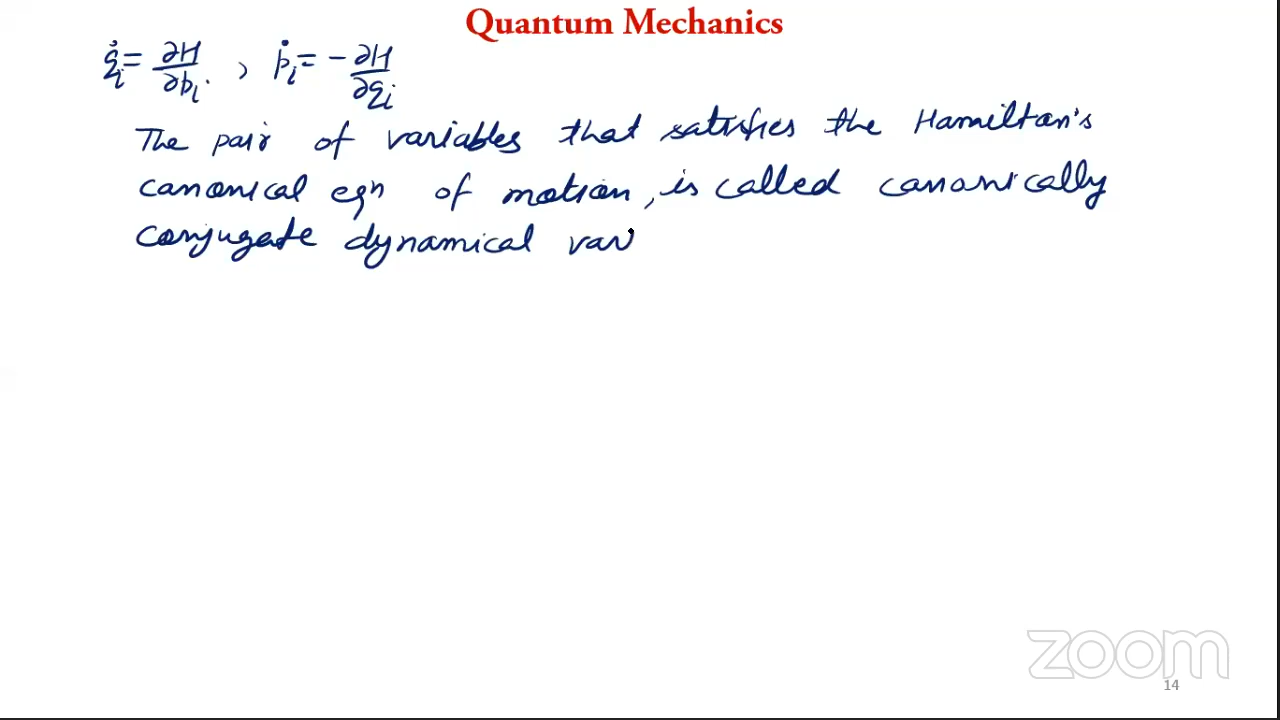 Quantum Mechanics
q̇ᵢ = ∂H/∂pᵢ , ṗᵢ = - ∂H/∂qᵢ
The pair of variables that satisfies the Hamilton's
canonical eqn of motion, is called canonically
conjugate dynamical var
zoom
14